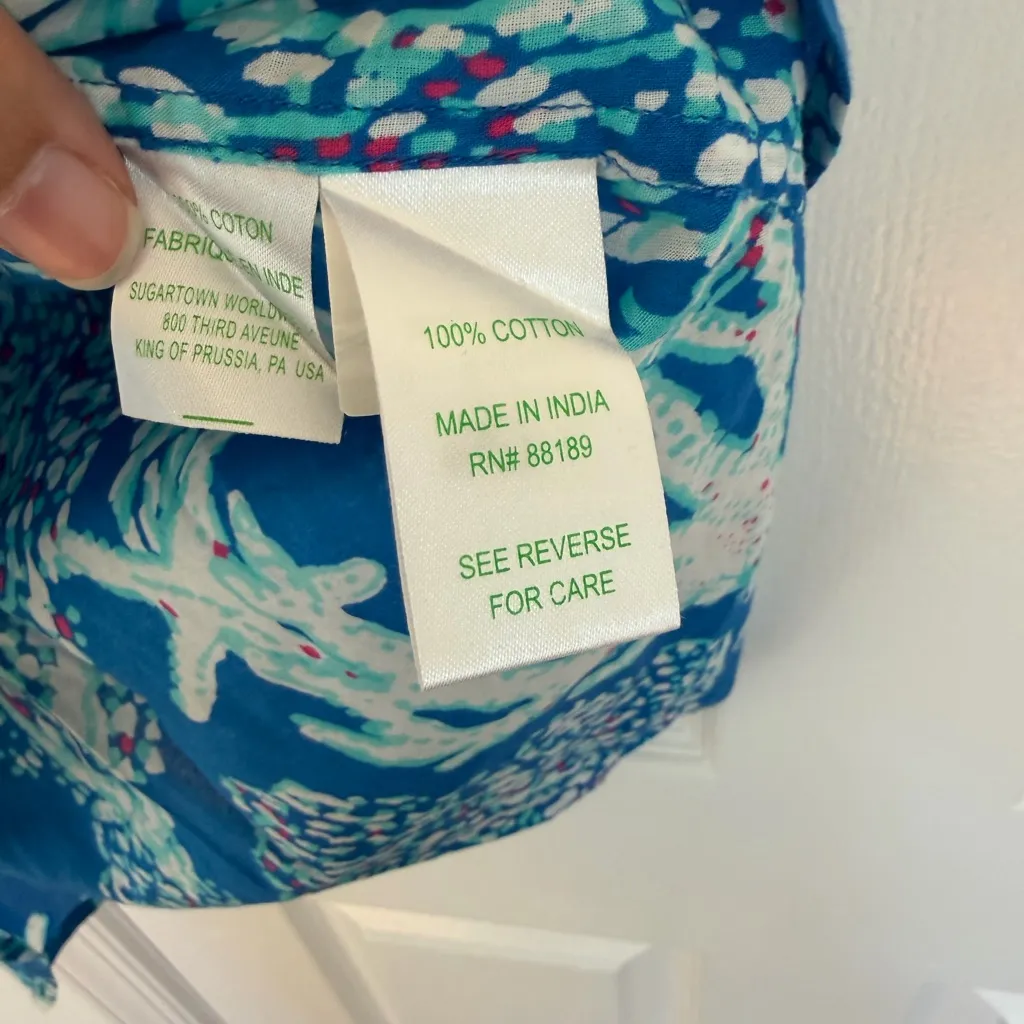 COTON
FABRIQUÉ EN INDE
SUGARTOWN
800 THIRD AVEUNE
KING OF PRUSSIA, PA USA
100% COTTON
MADE IN INDIA
RN# 88189
SEE REVERSE
FOR CARE